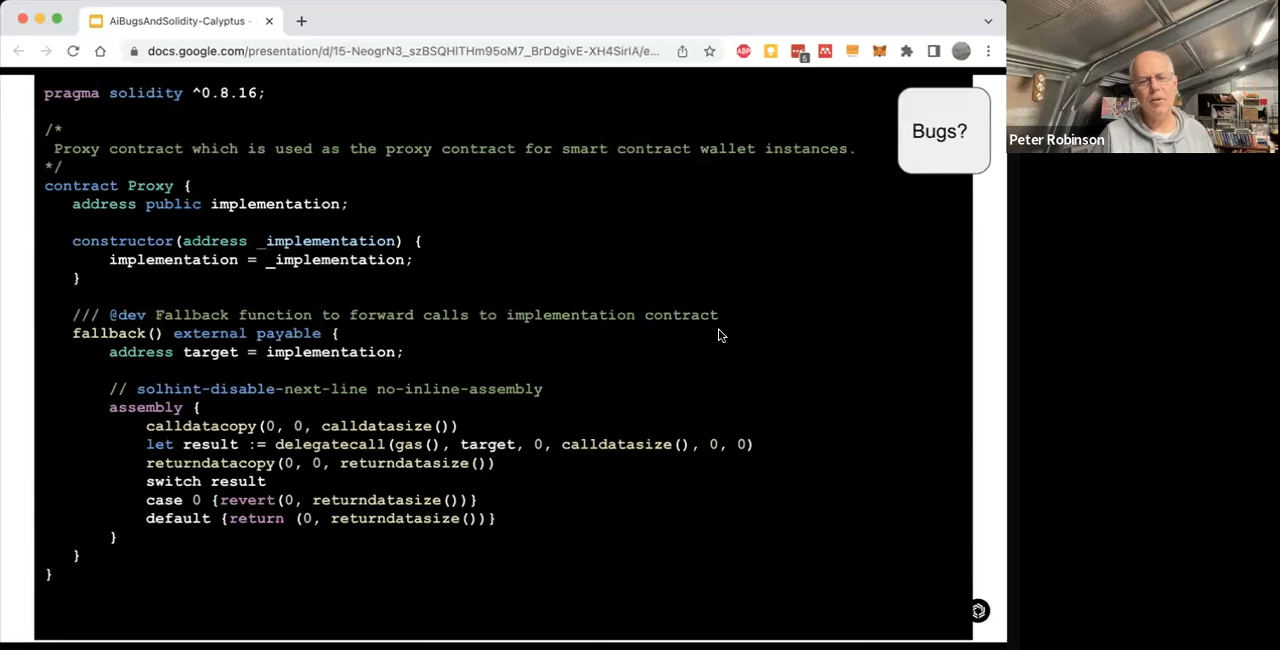 AiBugsAndSolidity-Calyptus -
docs.google.com/presentation/d/15-NeogrN3_szBSQHITHm95oM7_BrDdgivE-XH4SirIA/e...
ABP
5
pragma solidity ^0.8.16;
/*
Proxy contract which is used as the proxy contract for smart contract wallet instances.
*/
contract Proxy {
address public implementation;
constructor(address _implementation) {
implementation = _implementation;
}
/// @dev Fallback function to forward calls to implementation contract
fallback() external payable {
address target = implementation;
// solhint-disable-next-line no-inline-assembly
assembly {
calldatacopy(0, 0, calldatasize())
let result := delegatecall(gas(), target, 0, calldatasize(), 0, 0)
returndatacopy(0, 0, returndatasize())
switch result
case 0 {revert(0, returndatasize())}
default {return (0, returndatasize())}
}
}
}
Bugs?
Peter Robinson